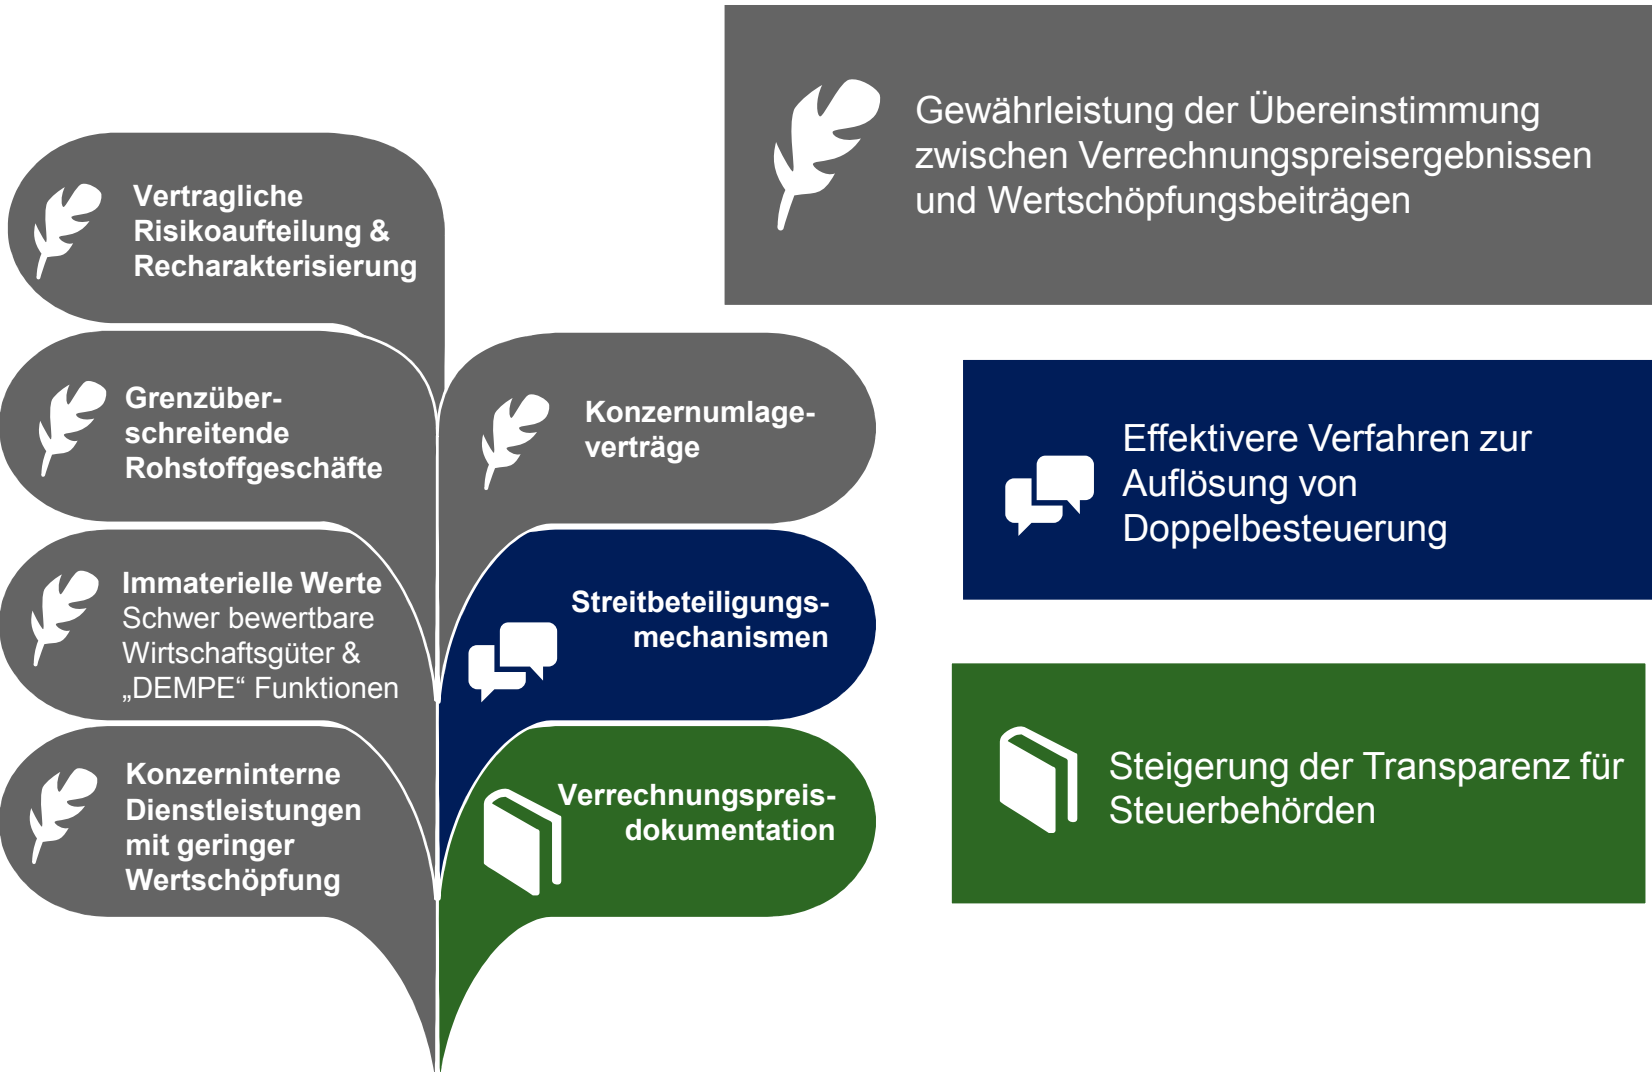 Gewährleistung der Übereinstimmung
zwischen Verrechnungspreisergebnissen
und Wertschöpfungsbeiträgen
Vertragliche
Risikoaufteilung &
Recharakterisierung
Grenzüber-
schreitende
Rohstoffgeschäfte
Konzernumlage-
verträge
Effektivere Verfahren zur
Auflösung von
Doppelbesteuerung
Immaterielle Werte
Schwer bewertbare
Wirtschaftsgüter &
„DEMPE“ Funktionen
Streitbeteiligungs-
mechanismen
Konzerninterne
Dienstleistungen
mit geringer
Wertschöpfung
Verrechnungspreis-
dokumentation
Steigerung der Transparenz für
Steuerbehörden